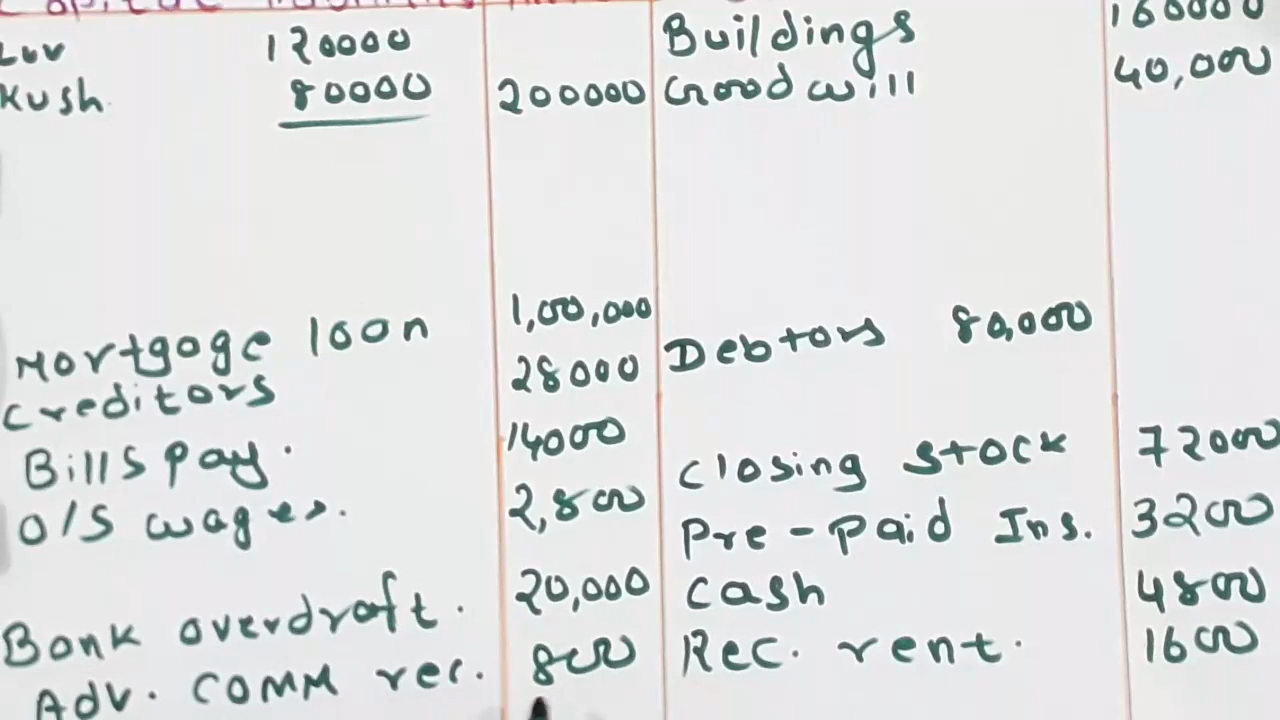 Luv 120000 Buildings 160000
Kush. 80000 200000 Goodwill 40,000
Mortgage loan 1,00,000 Debtors 80,000
Creditors 28000
Bills pay. 14000 Closing stock 72000
O/S wages. 2,800 Pre-paid Ins. 3200
Bank overdraft. 20,000 Cash 4800
Adv. comm rec. 800 Rec. rent. 1600